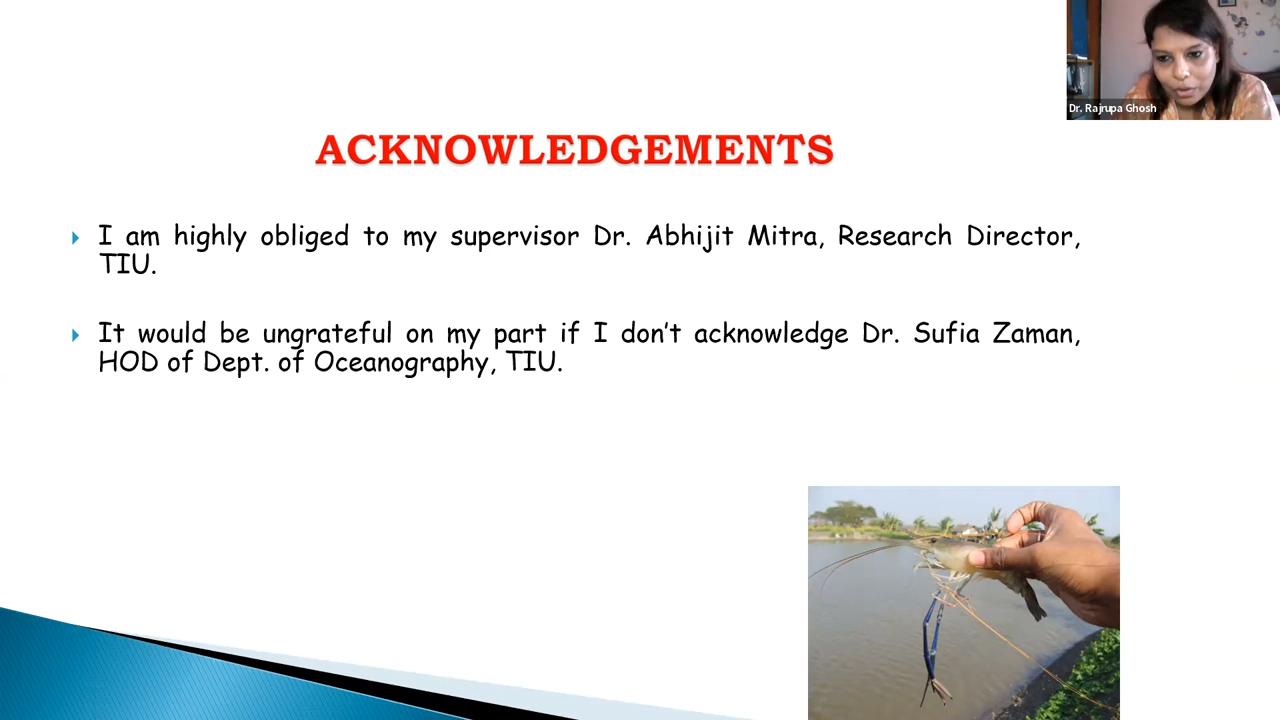 Dr. Rajrupa Ghosh
ACKNOWLEDGEMENTS
I am highly obliged to my supervisor Dr. Abhijit Mitra, Research Director,
TIU.
It would be ungrateful on my part if I don't acknowledge Dr. Sufia Zaman,
HOD of Dept. of Oceanography, TIU.